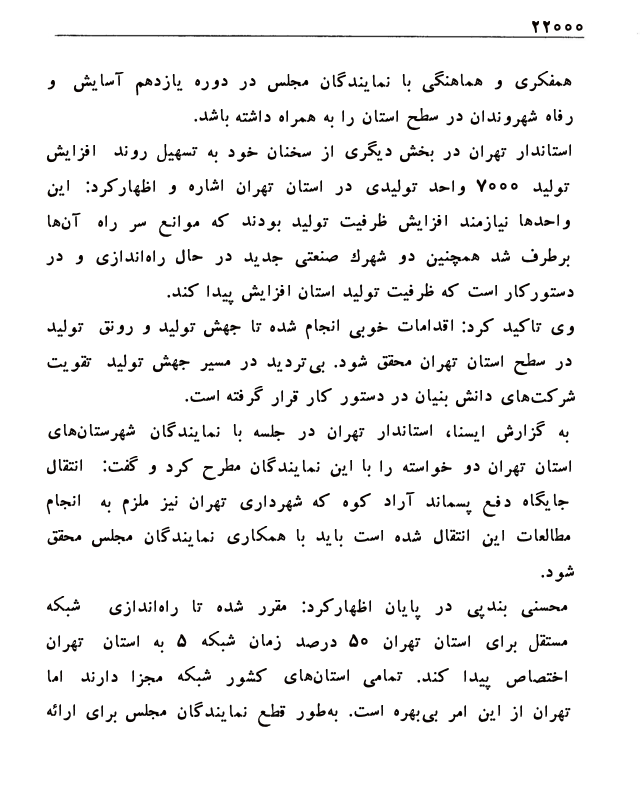 ۲۲۰۰۰
همفکری و هماهنگی با نمایندگان مجلس در دوره یازدهم آسایش و
رفاه شهروندان در سطح استان را به همراه داشته باشد.
استاندار تهران در بخش دیگری از سخنان خود به تسهیل روند افزایش
تولید ۷۰۰۰ واحد تولیدی در استان تهران اشاره و اظهارکرد: این
واحدها نیازمند افزایش ظرفیت تولید بودند که موانع سر راه آن‌ها
برطرف شد همچنین دو شهرك صنعتی جدید در حال راه‌اندازی و در
دستورکار است که ظرفیت تولید استان افزایش پیدا کند.
وی تاکید کرد: اقدامات خوبی انجام شده تا جهش تولید و رونق تولید
در سطح استان تهران محقق شود. بی‌تردید در مسیر جهش تولید تقویت
شرکت‌های دانش بنیان در دستور کار قرار گرفته است.
به گزارش ایسنا، استاندار تهران در جلسه با نمایندگان شهرستان‌های
استان تهران دو خواسته را با این نمایندگان مطرح کرد و گفت: انتقال
جایگاه دفع پسماند آراد کوه که شهرداری تهران نیز ملزم به انجام
مطالعات این انتقال شده است باید با همکاری نمایندگان مجلس محقق
شود.
محسنی بندپی در پایان اظهارکرد: مقرر شده تا راه‌اندازی شبکه
مستقل برای استان تهران ۵۰ درصد زمان شبکه ۵ به استان تهران
اختصاص پیدا کند. تمامی استان‌های کشور شبکه مجزا دارند اما
تهران از این امر بی‌بهره است. به‌طور قطع نمایندگان مجلس برای ارائه